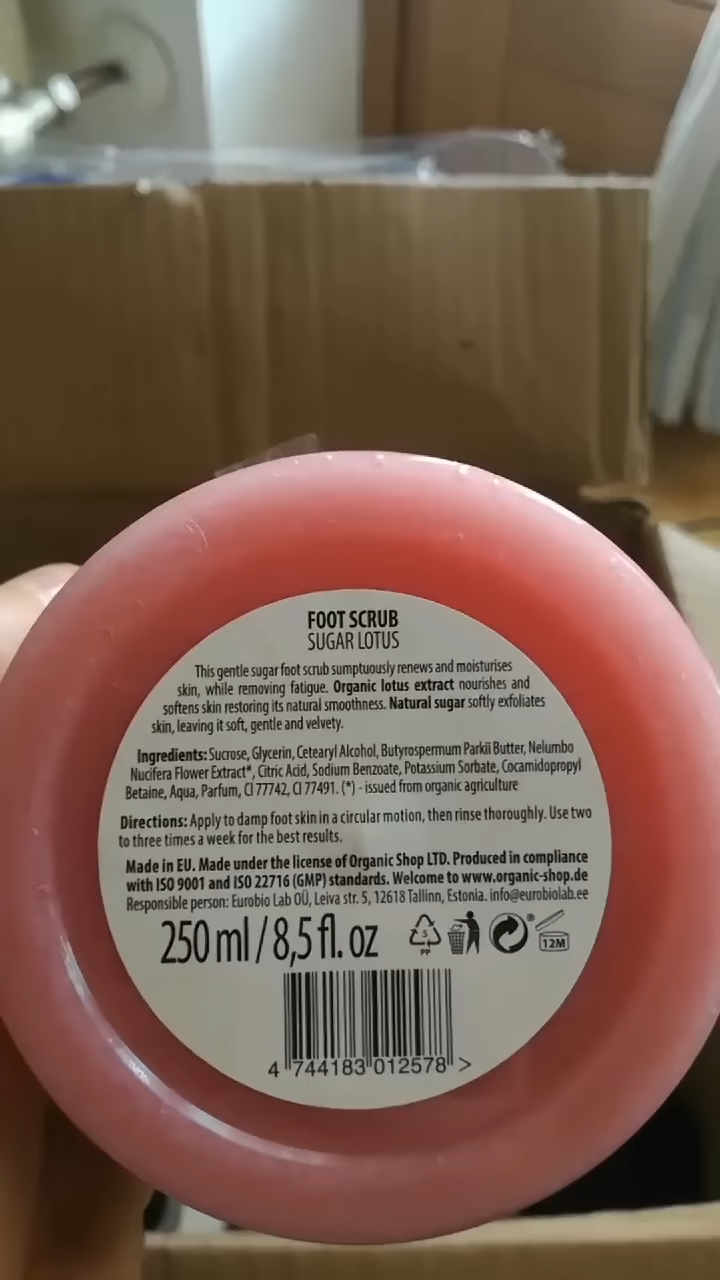 FOOT SCRUB
SUGAR LOTUS
This gentle sugar foot scrub sumptuously renews and moisturises
skin, while removing fatigue. Organic lotus extract nourishes and
softens skin restoring its natural smoothness. Natural sugar softly exfoliates
skin, leaving it soft, gentle and velvety.
Ingredients: Sucrose, Glycerin, Cetearyl Alcohol, Butyrospermum Parkii Butter, Nelumbo
Nucifera Flower Extract*, Citric Acid, Sodium Benzoate, Potassium Sorbate, Cocamidopropyl
Betaine, Aqua, Parfum, CI 77742, CI 77491. (*) - issued from organic agriculture
Directions: Apply to damp foot skin in a circular motion, then rinse thoroughly. Use two
to three times a week for the best results.
Made in EU. Made under the license of Organic Shop LTD. Produced in compliance
with ISO 9001 and ISO 22716 (GMP) standards. Welcome to www.organic-shop.de
Responsible person: Eurobio Lab OÜ, Leiva str. 5, 12618 Tallinn, Estonia. info@eurobiolab.ee
250 ml / 8,5 fl. oz
5
PP
®
12M
4 744183 012578 >